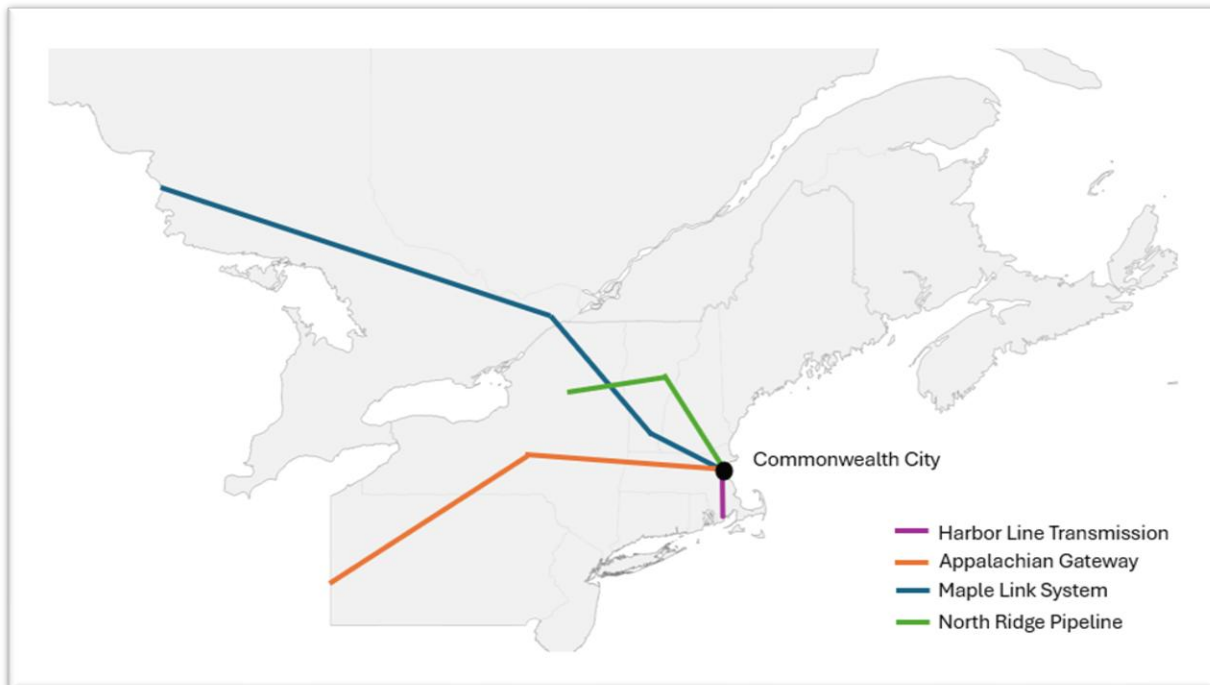 Commonwealth City
Harbor Line Transmission
Appalachian Gateway
Maple Link System
North Ridge Pipeline